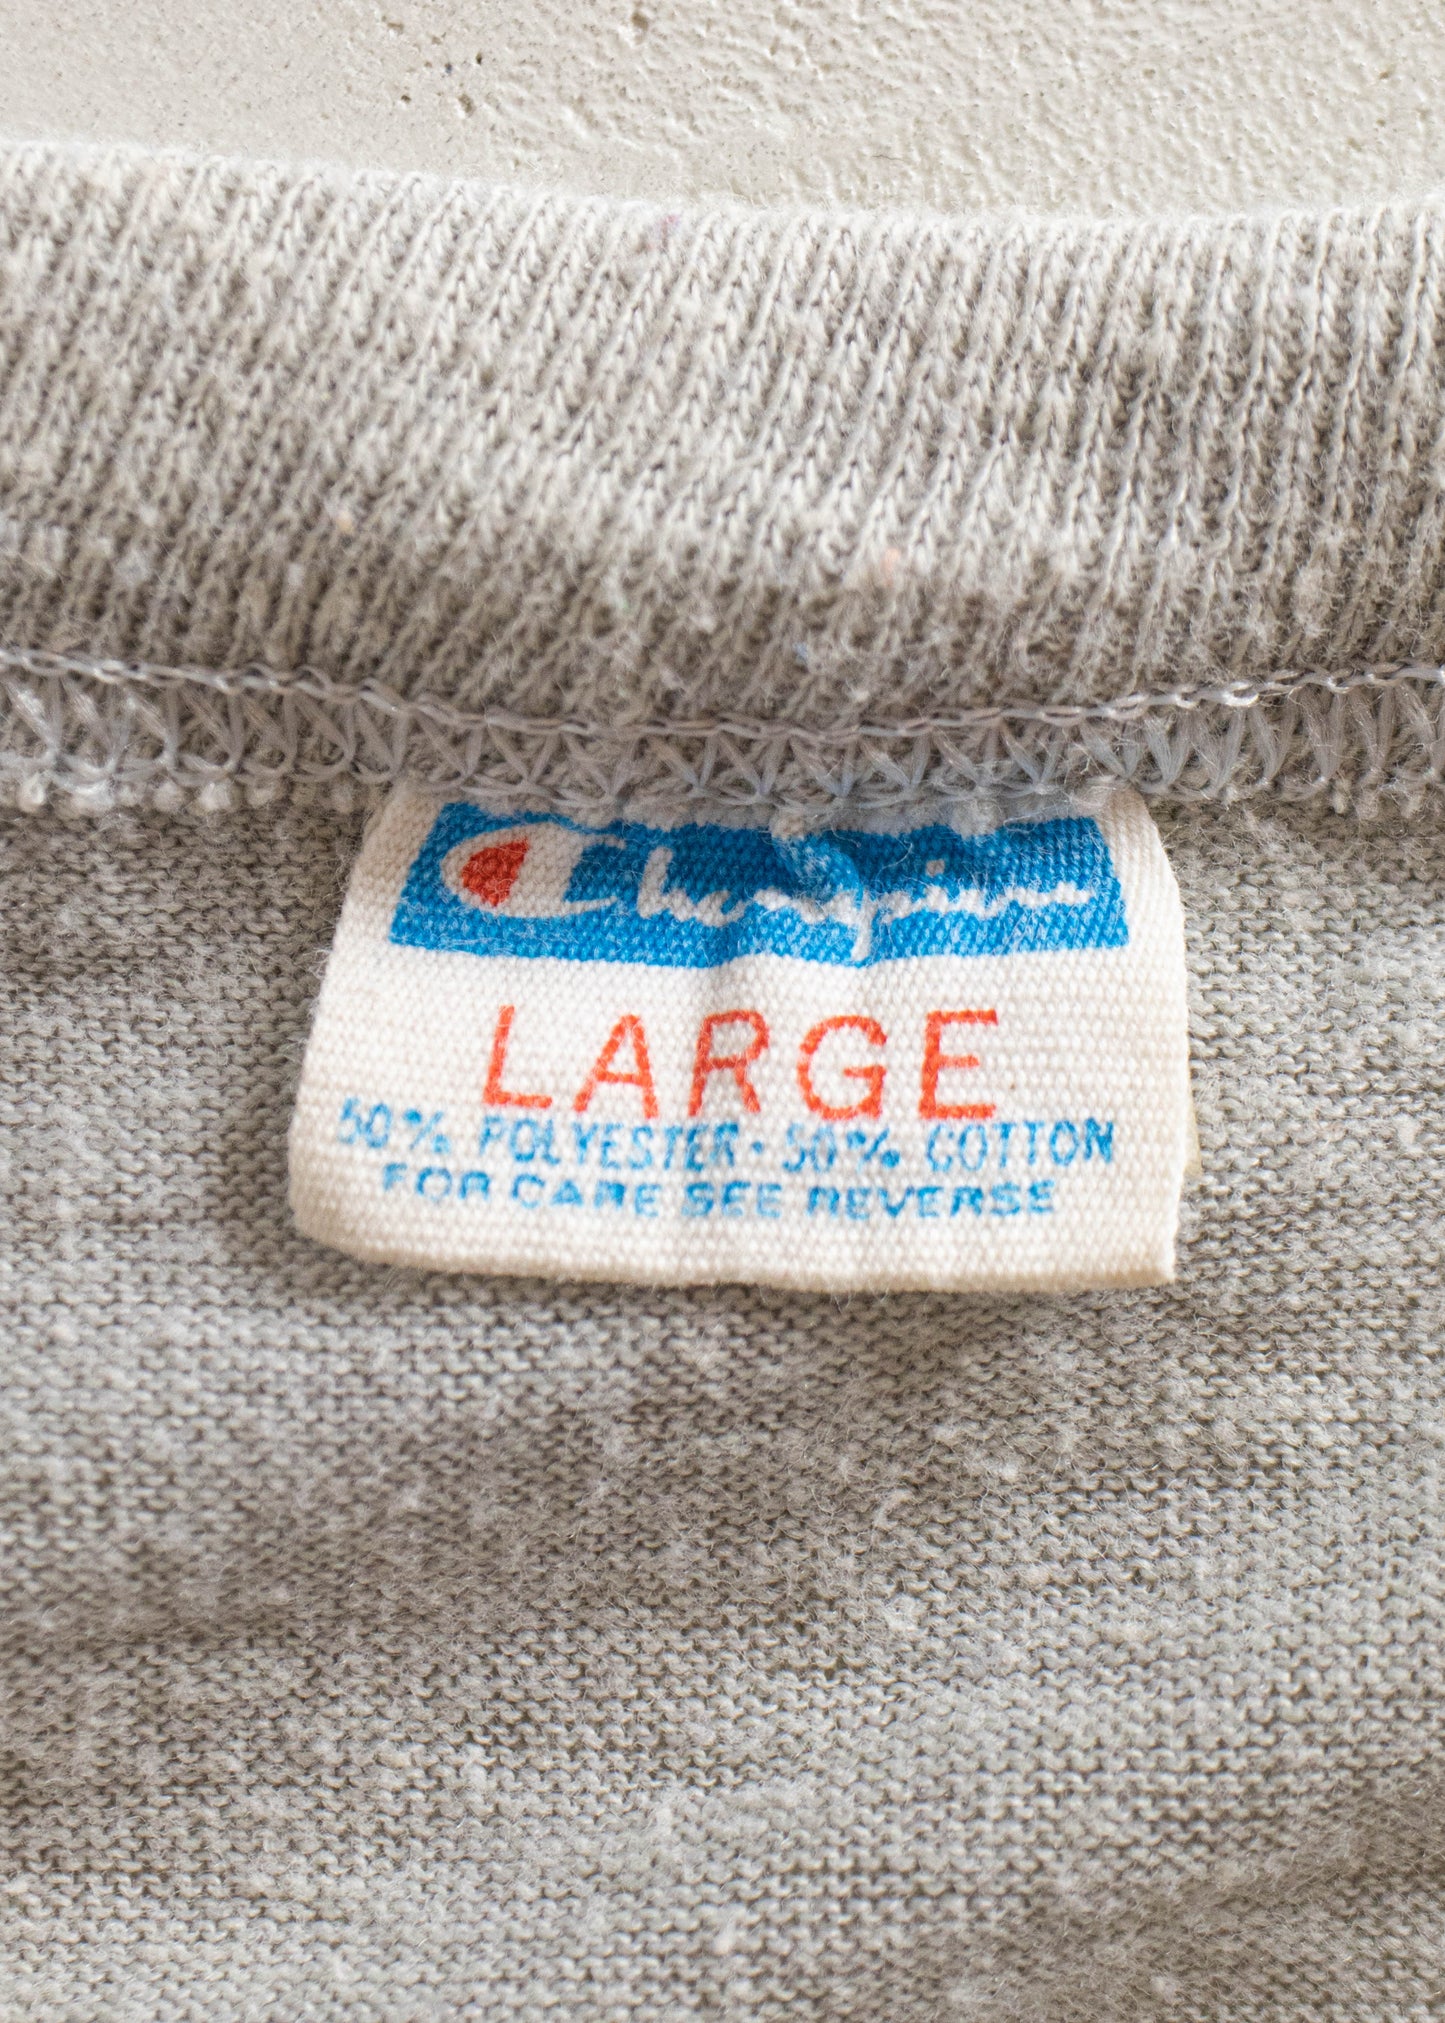 Champion
LARGE
50% POLYESTER · 50% COTTON
FOR CARE SEE REVERSE